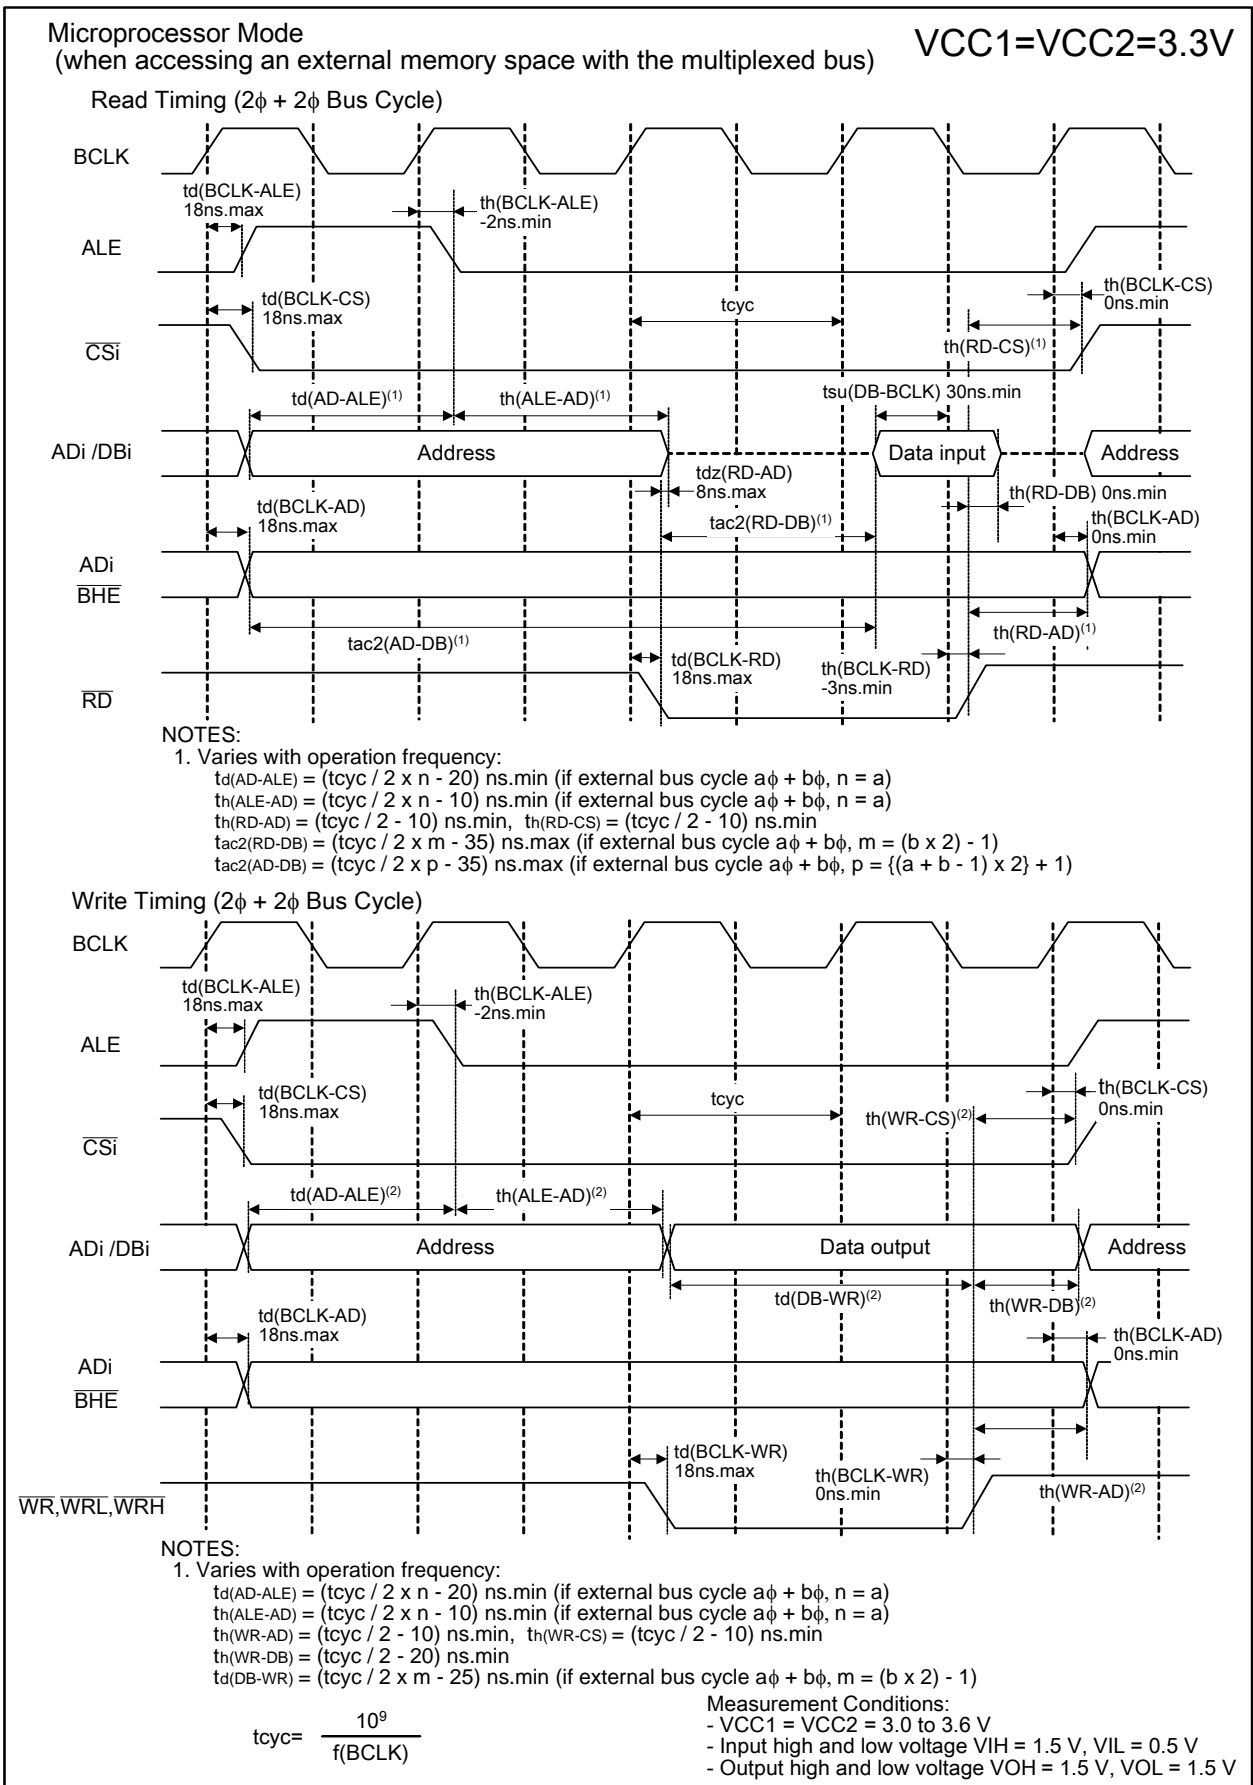 Microprocessor Mode
(when accessing an external memory space with the multiplexed bus)
VCC1=VCC2=3.3V
Read Timing (2ϕ + 2ϕ Bus Cycle)
BCLK
td(BCLK-ALE)
18ns.max
th(BCLK-ALE)
-2ns.min
ALE
td(BCLK-CS)
18ns.max
tcyc
th(BCLK-CS)
0ns.min
CSi
th(RD-CS)(1)
td(AD-ALE)(1)
th(ALE-AD)(1)
tsu(DB-BCLK) 30ns.min
ADi /DBi
Address
Data input
Address
tdz(RD-AD)
8ns.max
th(RD-DB) 0ns.min
td(BCLK-AD)
18ns.max
tac2(RD-DB)(1)
th(BCLK-AD)
0ns.min
ADi
BHE
tac2(AD-DB)(1)
th(RD-AD)(1)
td(BCLK-RD)
18ns.max
th(BCLK-RD)
-3ns.min
RD
NOTES:
1. Varies with operation frequency:
td(AD-ALE) = (tcyc / 2 x n - 20) ns.min (if external bus cycle aϕ + bϕ, n = a)
th(ALE-AD) = (tcyc / 2 x n - 10) ns.min (if external bus cycle aϕ + bϕ, n = a)
th(RD-AD) = (tcyc / 2 - 10) ns.min, th(RD-CS) = (tcyc / 2 - 10) ns.min
tac2(RD-DB) = (tcyc / 2 x m - 35) ns.max (if external bus cycle aϕ + bϕ, m = (b x 2) - 1)
tac2(AD-DB) = (tcyc / 2 x p - 35) ns.max (if external bus cycle aϕ + bϕ, p = {(a + b - 1) x 2} + 1)
Write Timing (2ϕ + 2ϕ Bus Cycle)
BCLK
td(BCLK-ALE)
18ns.max
th(BCLK-ALE)
-2ns.min
ALE
td(BCLK-CS)
18ns.max
tcyc
th(BCLK-CS)
0ns.min
th(WR-CS)(2)
CSi
td(AD-ALE)(2)
th(ALE-AD)(2)
ADi /DBi
Address
Data output
Address
td(DB-WR)(2)
th(WR-DB)(2)
td(BCLK-AD)
18ns.max
th(BCLK-AD)
0ns.min
ADi
BHE
td(BCLK-WR)
18ns.max
th(BCLK-WR)
0ns.min
th(WR-AD)(2)
WR,WRL,WRH
NOTES:
1. Varies with operation frequency:
td(AD-ALE) = (tcyc / 2 x n - 20) ns.min (if external bus cycle aϕ + bϕ, n = a)
th(ALE-AD) = (tcyc / 2 x n - 10) ns.min (if external bus cycle aϕ + bϕ, n = a)
th(WR-AD) = (tcyc / 2 - 10) ns.min, th(WR-CS) = (tcyc / 2 - 10) ns.min
th(WR-DB) = (tcyc / 2 - 20) ns.min
td(DB-WR) = (tcyc / 2 x m - 25) ns.min (if external bus cycle aϕ + bϕ, m = (b x 2) - 1)
tcyc= 10⁹ / f(BCLK)
Measurement Conditions:
- VCC1 = VCC2 = 3.0 to 3.6 V
- Input high and low voltage VIH = 1.5 V, VIL = 0.5 V
- Output high and low voltage VOH = 1.5 V, VOL = 1.5 V